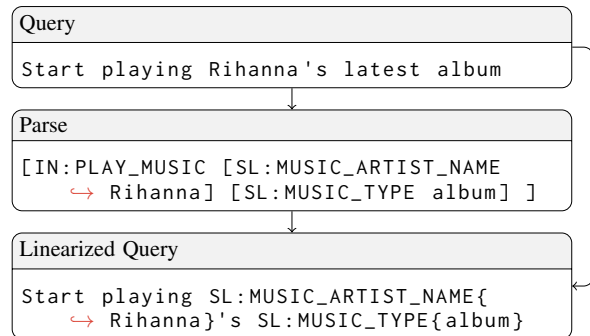 Query
Start playing Rihanna's latest album
Parse
[IN:PLAY_MUSIC [SL:MUSIC_ARTIST_NAME
↪ Rihanna] [SL:MUSIC_TYPE album] ]
Linearized Query
Start playing SL:MUSIC_ARTIST_NAME{
↪ Rihanna}'s SL:MUSIC_TYPE{album}